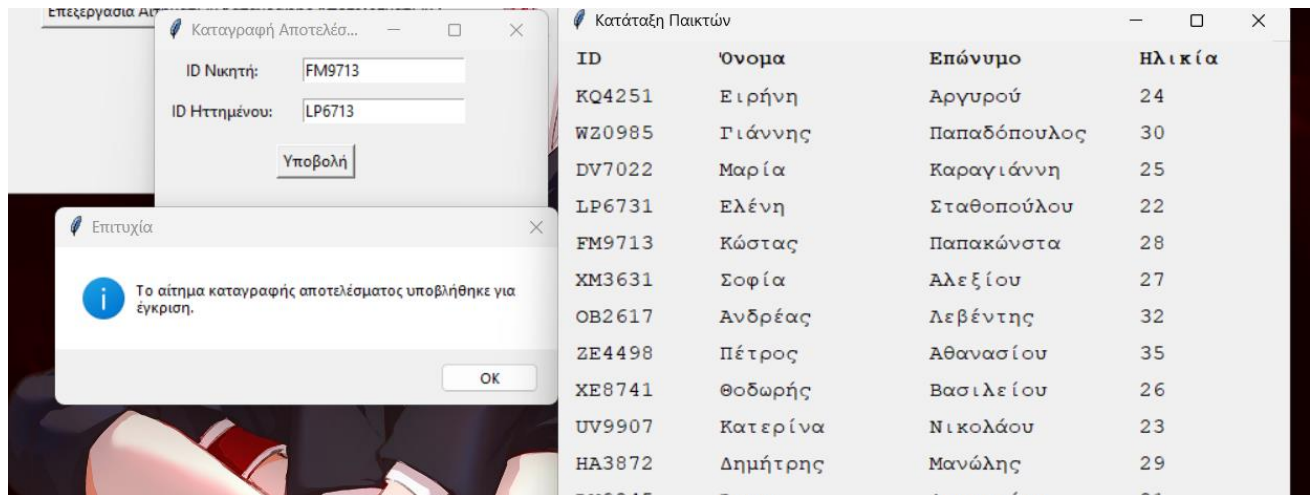 Επεξεργασία
Καταγραφή Αποτελέσ...
ID Νικητή: FM9713
ID Ηττημένου: LP6713
Υποβολή
Επιτυχία
Το αίτημα καταγραφής αποτελέσματος υποβλήθηκε για
έγκριση.
OK
Κατάταξη Παικτών
ID Όνομα Επώνυμο Ηλικία
KQ4251 Ειρήνη Αργυρού 24
WZ0985 Γιάννης Παπαδόπουλος 30
DV7022 Μαρία Καραγιάννη 25
LP6731 Ελένη Σταθοπούλου 22
FM9713 Κώστας Παπακώνστα 28
XM3631 Σοφία Αλεξίου 27
OB2617 Ανδρέας Λεβέντης 32
ZE4498 Πέτρος Αθανασίου 35
XE8741 Θοδωρής Βασιλείου 26
UV9907 Κατερίνα Νικολάου 23
HA3872 Δημήτρης Μανώλης 29